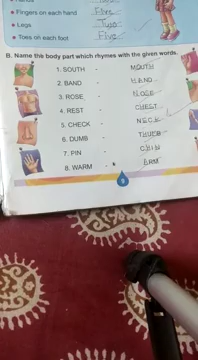 Fingers on each hand Five
Legs Two
Toes on each foot Five
B. Name the body part which rhymes with the given words.
1. SOUTH - MOUTH
2. BAND - HAND
3. ROSE - NOSE
4. REST - CHEST
5. CHECK - NECK
6. DUMB - THUMB
7. PIN - CHIN
8. WARM - ARM